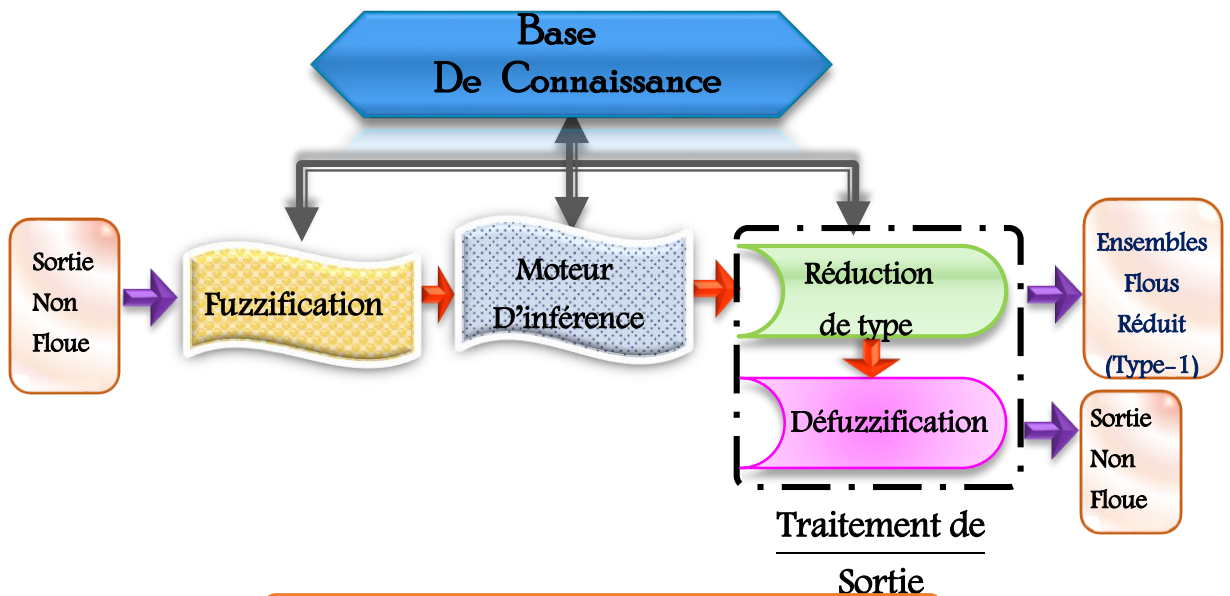 Base
De Connaissance
Sortie
Non
Floue
Fuzzification
Moteur
D'inférence
Réduction
de type
Ensembles
Flous
Réduit
(Type-1)
Défuzzification
Sortie
Non
Floue
Traitement de
Sortie